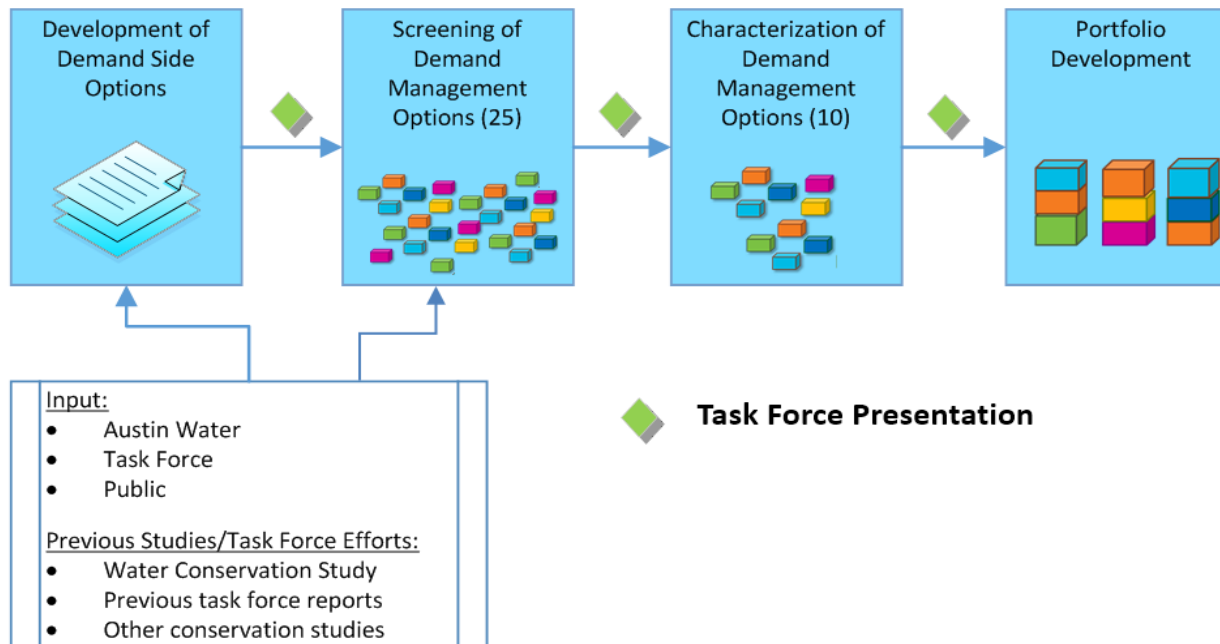 Development of
Demand Side
Options
Screening of
Demand
Management
Options (25)
Characterization of
Demand
Management
Options (10)
Portfolio
Development
Input:
• Austin Water
• Task Force
• Public
Previous Studies/Task Force Efforts:
• Water Conservation Study
• Previous task force reports
• Other conservation studies
Task Force Presentation